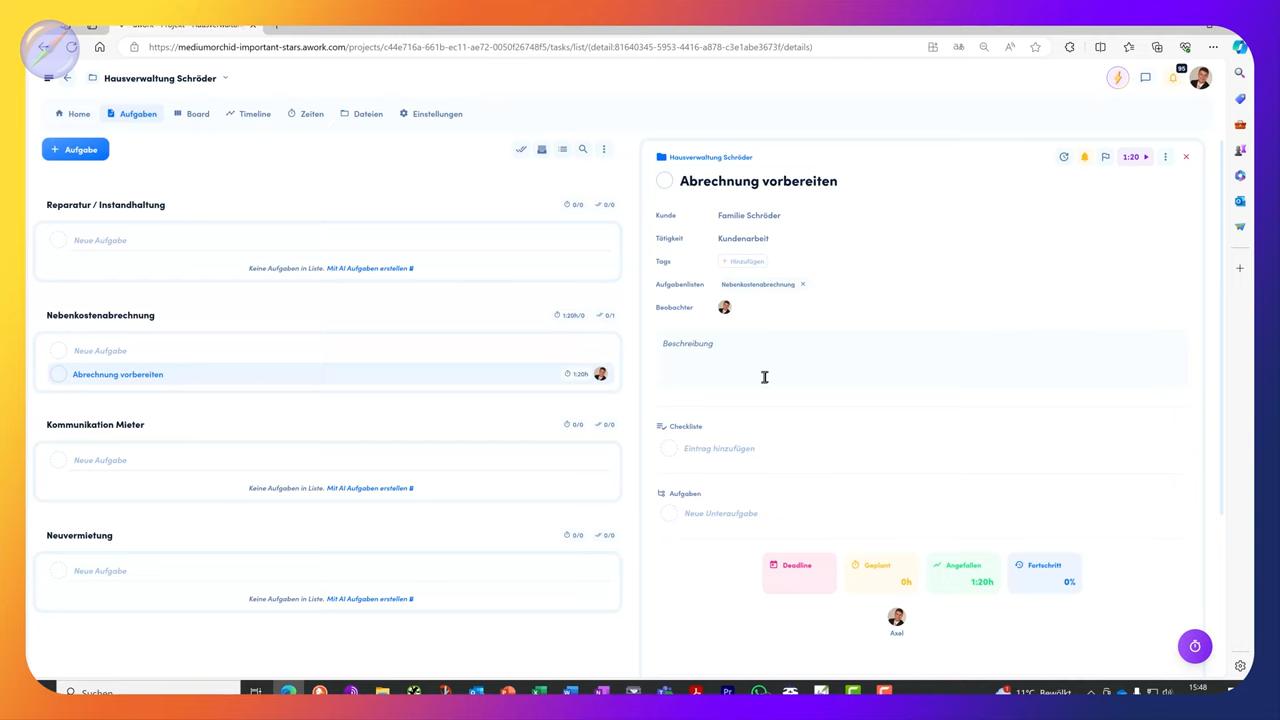 https://mediumorchid-important-stars.awork.com/projects/c44e716a-661b-ec11-ae72-0050f26748f5/tasks/list/(detail:81640345-5953-4416-a878-c3e1abe3673f/details)
Hausverwaltung Schröder
95
Home Aufgaben Board Timeline Zeiten Dateien Einstellungen
+ Aufgabe
Reparatur / Instandhaltung 0/0 0/0
Neue Aufgabe
Keine Aufgaben in Liste. Mit AI Aufgaben erstellen
Nebenkostenabrechnung 1:20h/0 0/1
Neue Aufgabe
Abrechnung vorbereiten 1:20h
Kommunikation Mieter 0/0 0/0
Neue Aufgabe
Keine Aufgaben in Liste. Mit AI Aufgaben erstellen
Neuvermietung 0/0 0/0
Neue Aufgabe
Keine Aufgaben in Liste. Mit AI Aufgaben erstellen
Hausverwaltung Schröder 1:20
Abrechnung vorbereiten
Kunde Familie Schröder
Tätigkeit Kundenarbeit
Tags + Hinzufügen
Aufgabenlisten Nebenkostenabrechnung ×
Beobachter
Beschreibung
Checkliste
Eintrag hinzufügen
Aufgaben
Neue Unteraufgabe
Deadline Geplant Angefallen Fortschritt
0h 1:20h 0%
Axel
Suchen 11°C Bewölkt 15:48